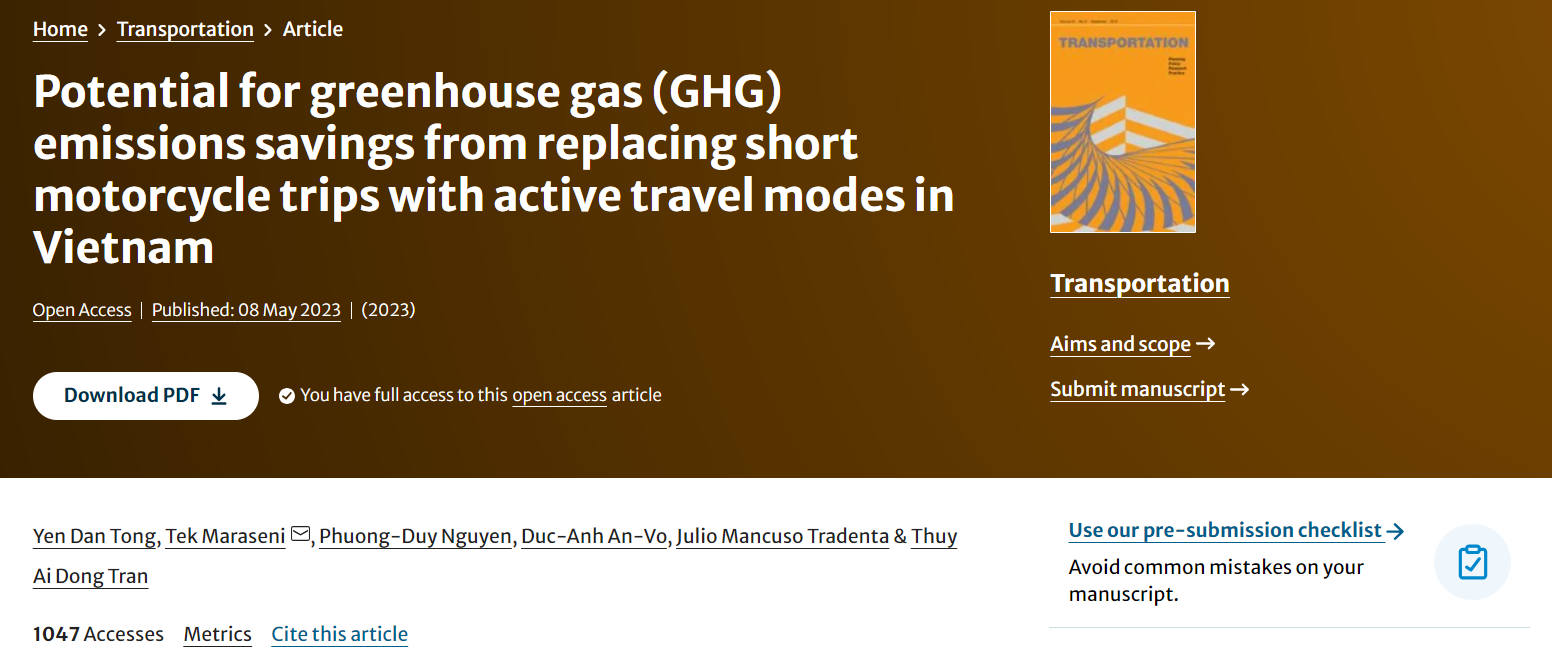 Home > Transportation > Article
Potential for greenhouse gas (GHG)
emissions savings from replacing short
motorcycle trips with active travel modes in
Vietnam
Open Access | Published: 08 May 2023 | (2023)
Download PDF
You have full access to this open access article
TRANSPORTATION
Transportation
Aims and scope →
Submit manuscript →
Yen Dan Tong, Tek Maraseni, Phuong-Duy Nguyen, Duc-Anh An-Vo, Julio Mancuso Tradenta & Thuy
Ai Dong Tran
1047 Accesses Metrics Cite this article
Use our pre-submission checklist →
Avoid common mistakes on your
manuscript.